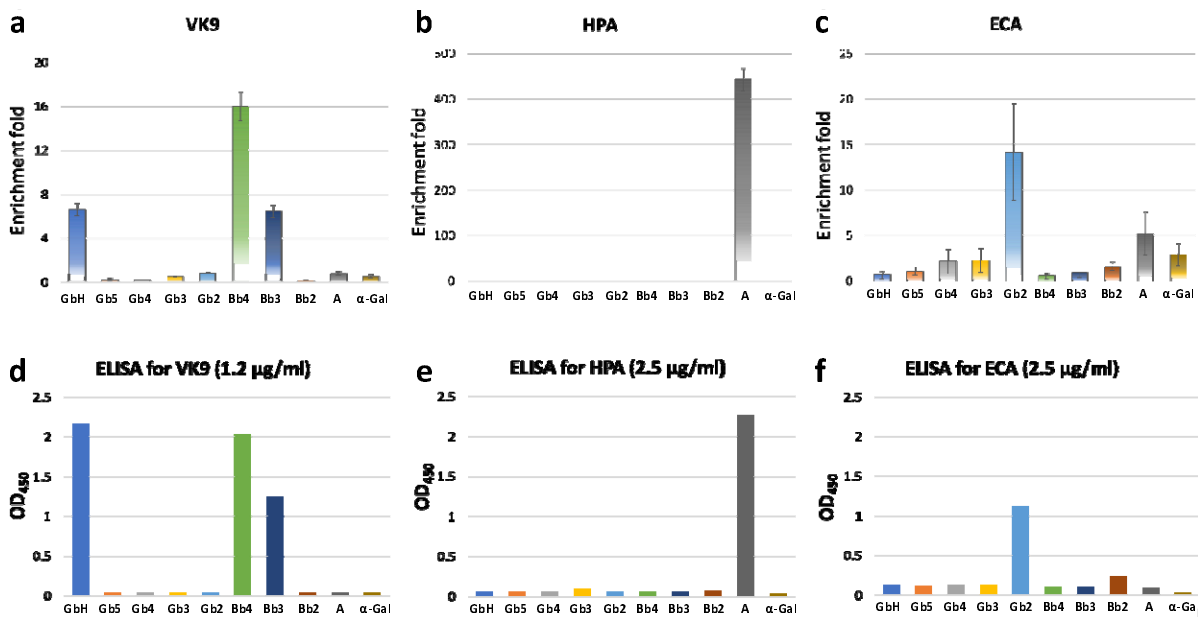 a
VK9
20
16
12
8
4
0
Enrichment fold
GbH Gb5 Gb4 Gb3 Gb2 Bb4 Bb3 Bb2 A α-Gal
b
HPA
500
400
300
200
100
0
Enrichment fold
GbH Gb5 Gb4 Gb3 Gb2 Bb4 Bb3 Bb2 A α-Gal
c
ECA
25
20
15
10
5
0
Enrichment fold
GbH Gb5 Gb4 Gb3 Gb2 Bb4 Bb3 Bb2 A α-Gal
d
ELISA for VK9 (1.2 μg/ml)
2.5
2
1.5
1
0.5
0
OD450
GbH Gb5 Gb4 Gb3 Gb2 Bb4 Bb3 Bb2 A α-Gal
e
ELISA for HPA (2.5 μg/ml)
2.5
2
1.5
1
0.5
0
OD450
GbH Gb5 Gb4 Gb3 Gb2 Bb4 Bb3 Bb2 A α-Gal
f
ELISA for ECA (2.5 μg/ml)
2.5
2
1.5
1
0.5
0
OD450
GbH Gb5 Gb4 Gb3 Gb2 Bb4 Bb3 Bb2 A α-Gal